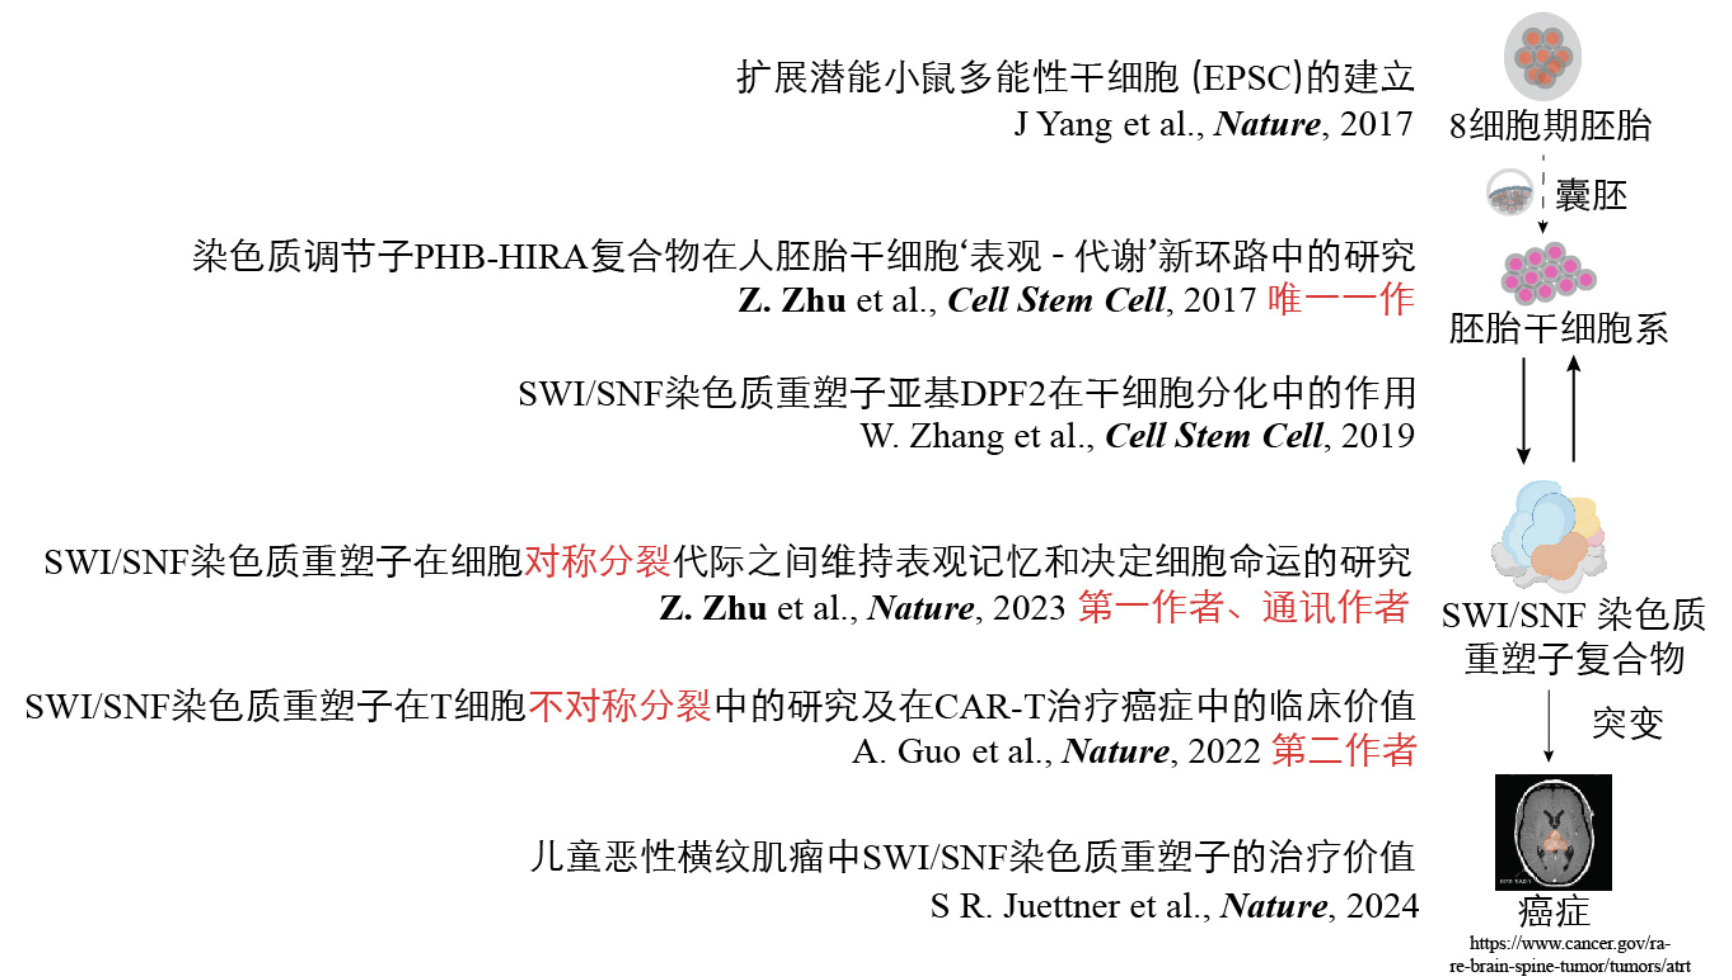 扩展潜能小鼠多能性干细胞 (EPSC)的建立
J Yang et al., Nature, 2017
8细胞期胚胎
囊胚
染色质调节子PHB-HIRA复合物在人胚胎干细胞‘表观 - 代谢’新环路中的研究
Z. Zhu et al., Cell Stem Cell, 2017 唯一一作
胚胎干细胞系
SWI/SNF染色质重塑子亚基DPF2在干细胞分化中的作用
W. Zhang et al., Cell Stem Cell, 2019
SWI/SNF染色质重塑子在细胞对称分裂代际之间维持表观记忆和决定细胞命运的研究
Z. Zhu et al., Nature, 2023 第一作者、通讯作者
SWI/SNF 染色质
重塑子复合物
SWI/SNF染色质重塑子在T细胞不对称分裂中的研究及在CAR-T治疗癌症中的临床价值
A. Guo et al., Nature, 2022 第二作者
突变
儿童恶性横纹肌瘤中SWI/SNF染色质重塑子的治疗价值
S R. Juettner et al., Nature, 2024
癌症
https://www.cancer.gov/ra-
re-brain-spine-tumor/tumors/atrt